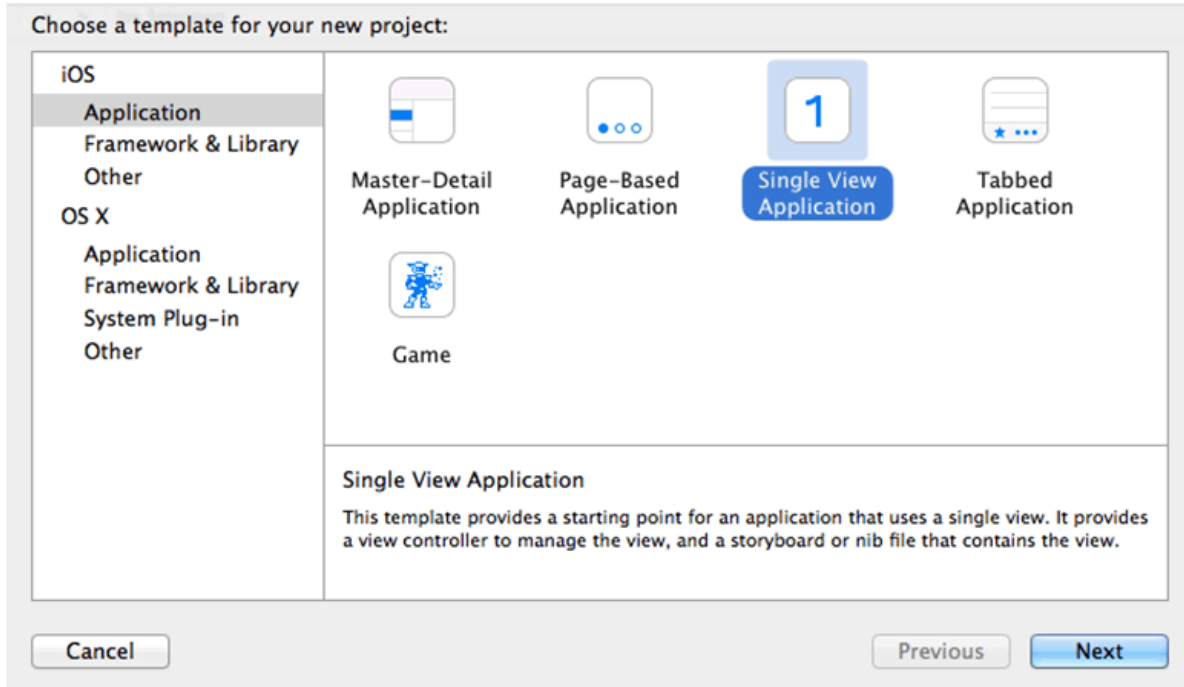 Choose a template for your new project:
iOS
Application
Framework & Library
Other
OS X
Application
Framework & Library
System Plug-in
Other
Master-Detail
Application
Page-Based
Application
1
Single View
Application
Tabbed
Application
Game
Single View Application
This template provides a starting point for an application that uses a single view. It provides
a view controller to manage the view, and a storyboard or nib file that contains the view.
Cancel
Previous
Next